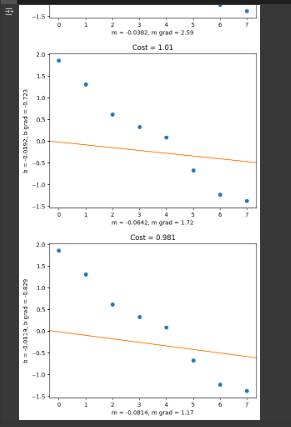 -1.5
0 1 2 3 4 5 6 7
m = -0.0382, m grad = 2.59
Cost = 1.01
2.0
1.5
1.0
0.5
0.0
-0.5
-1.0
-1.5
b = -0.0192, b grad = -0.723
0 1 2 3 4 5 6 7
m = -0.0642, m grad = 1.72
Cost = 0.981
2.0
1.5
1.0
0.5
0.0
-0.5
-1.0
-1.5
b = -0.0119, b grad = -0.829
0 1 2 3 4 5 6 7
m = -0.0814, m grad = 1.17